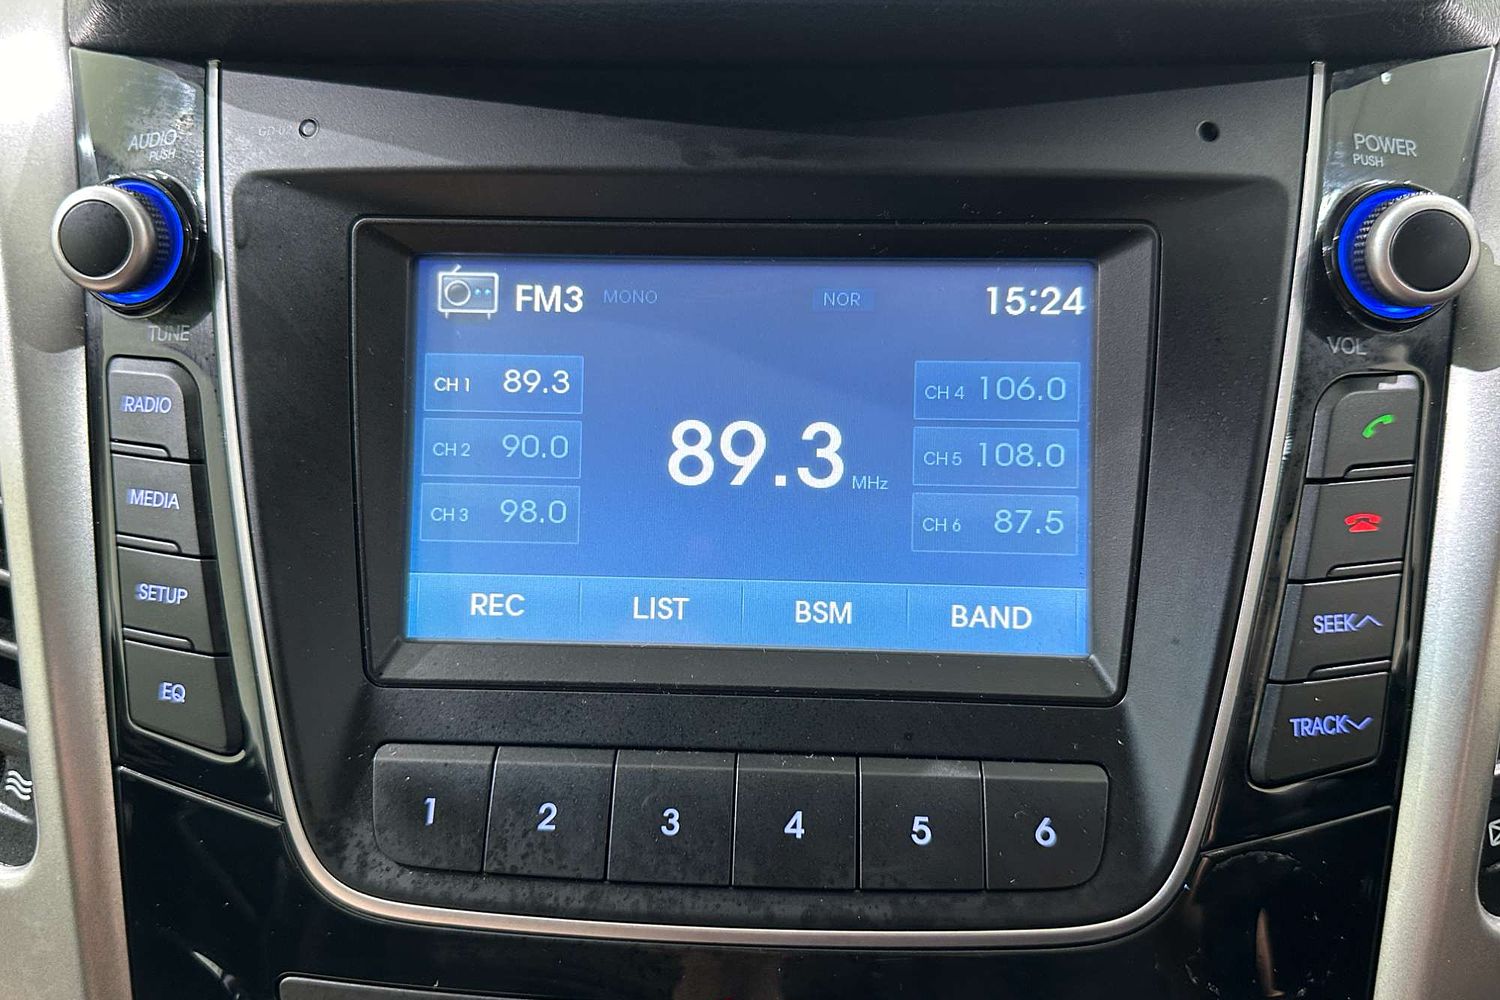 GD-02
AUDIO
PUSH
POWER
PUSH
FM3 MONO NOR 15:24
TUNE
VOL
CH 1 89.3
CH 2 90.0
CH 3 98.0
89.3 MHz
CH 4 106.0
CH 5 108.0
CH 6 87.5
REC LIST BSM BAND
RADIO
MEDIA
SETUP
EQ
SEEK
TRACK
1 2 3 4 5 6